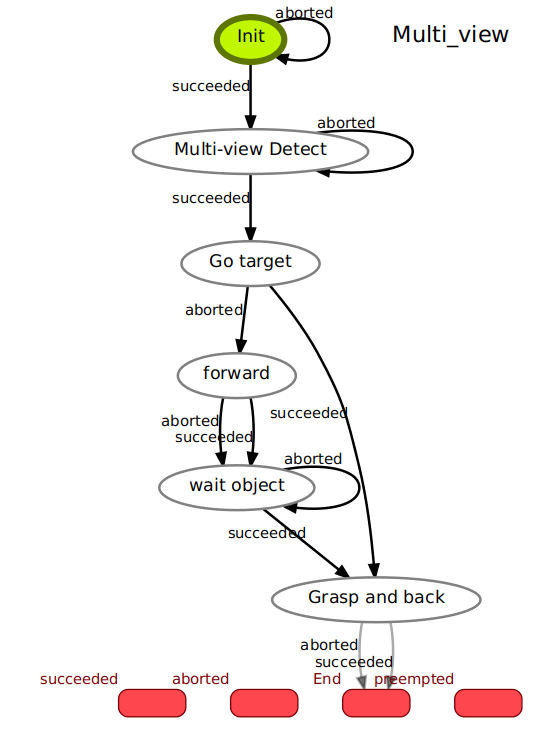 aborted
Init
Multi_view
succeeded
aborted
Multi-view Detect
succeeded
Go target
aborted
forward
succeeded
aborted
succeeded
aborted
wait object
succeeded
Grasp and back
aborted
succeeded
succeeded aborted End preempted